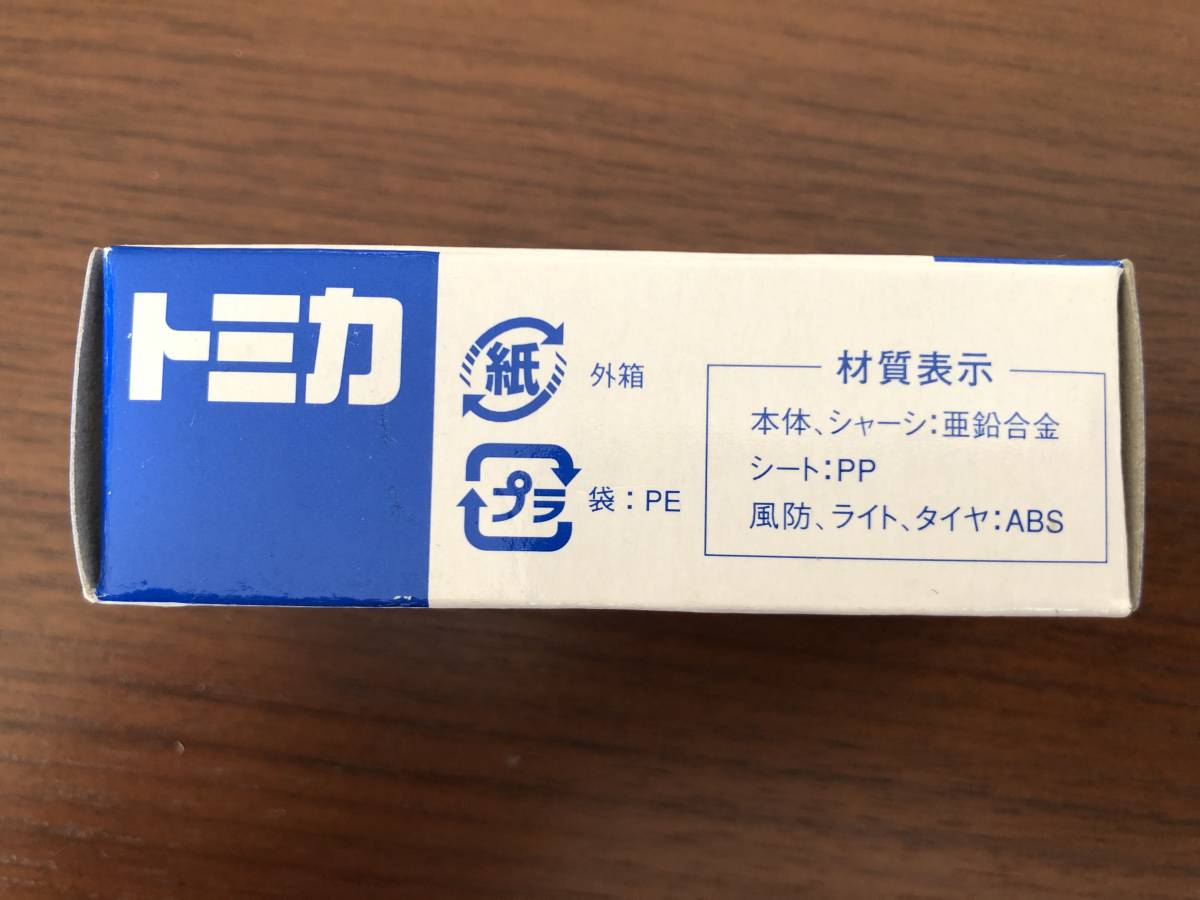 トミカ
紙 外箱
プラ 袋：PE
材質表示
本体、シャーシ：亜鉛合金
シート：PP
風防、ライト、タイヤ：ABS